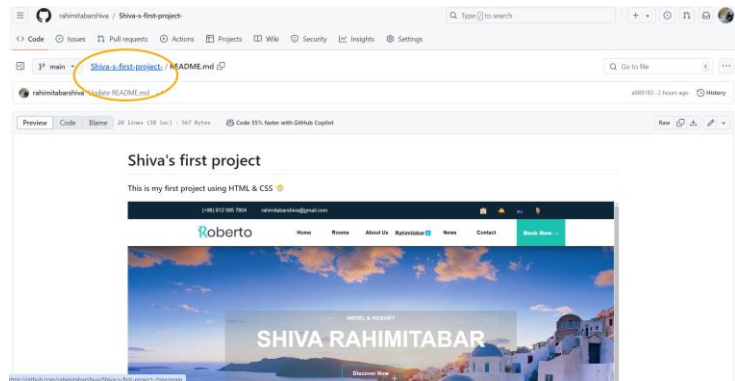 rahimitabarshiva / Shiva-s-first-project-
Type / to search
Code Issues Pull requests Actions Projects Wiki Security Insights Settings
main Shiva-s-first-project- / README.md
Go to file t
rahimitabarshiva Update README.md
2 hours ago History
Preview Code Blame 20 lines (10 loc) · 567 Bytes Code 55% faster with GitHub Copilot
Raw
Shiva's first project
This is my first project using HTML & CSS
rahimitabarshiva@gmail.com
Roberto
Home Rooms About Us Rahimitabar News Contact Book Now
HOTEL & RESORT
SHIVA RAHIMITABAR
Discover Now